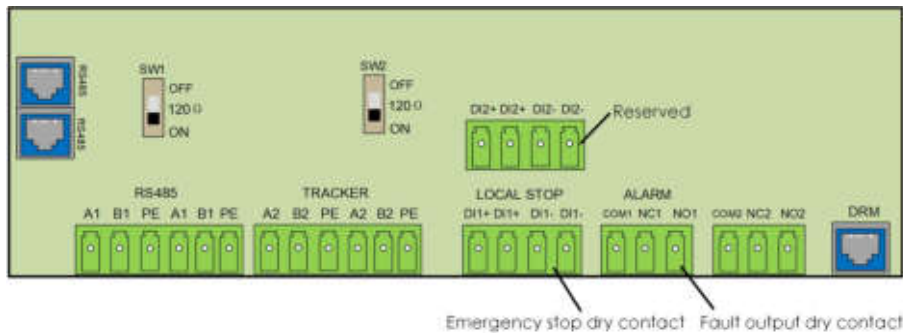 RS485
RS485
SW1
OFF
120 Ω
ON
SW2
OFF
120 Ω
ON
DI2+ DI2+ DI2- DI2-
Reserved
RS485
A1 B1 PE A1 B1 PE
TRACKER
A2 B2 PE A2 B2 PE
LOCAL STOP
DI1+ DI1+ DI1- DI1-
ALARM
COM1 NC1 NO1
COM2 NC2 NO2
DRM
Emergency stop dry contact
Fault output dry contact